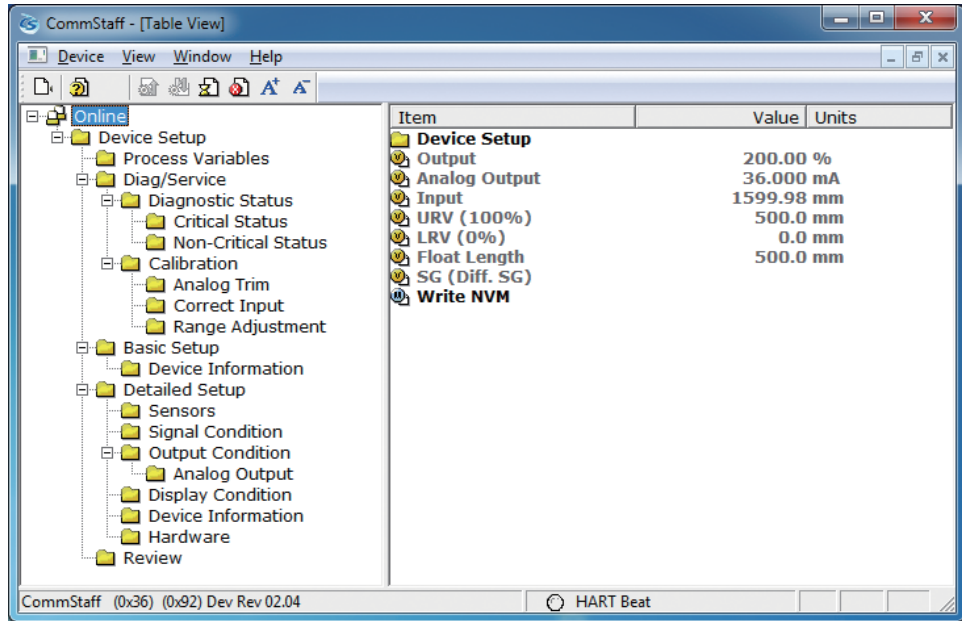 CommStaff - [Table View]
Device View Window Help
A+ A-
Online
Device Setup
Process Variables
Diag/Service
Diagnostic Status
Critical Status
Non-Critical Status
Calibration
Analog Trim
Correct Input
Range Adjustment
Basic Setup
Device Information
Detailed Setup
Sensors
Signal Condition
Output Condition
Analog Output
Display Condition
Device Information
Hardware
Review
Item Value Units
Device Setup
Output 200.00 %
Analog Output 36.000 mA
Input 1599.98 mm
URV (100%) 500.0 mm
LRV (0%) 0.0 mm
Float Length 500.0 mm
SG (Diff. SG)
Write NVM
CommStaff (0x36) (0x92) Dev Rev 02.04
HART Beat